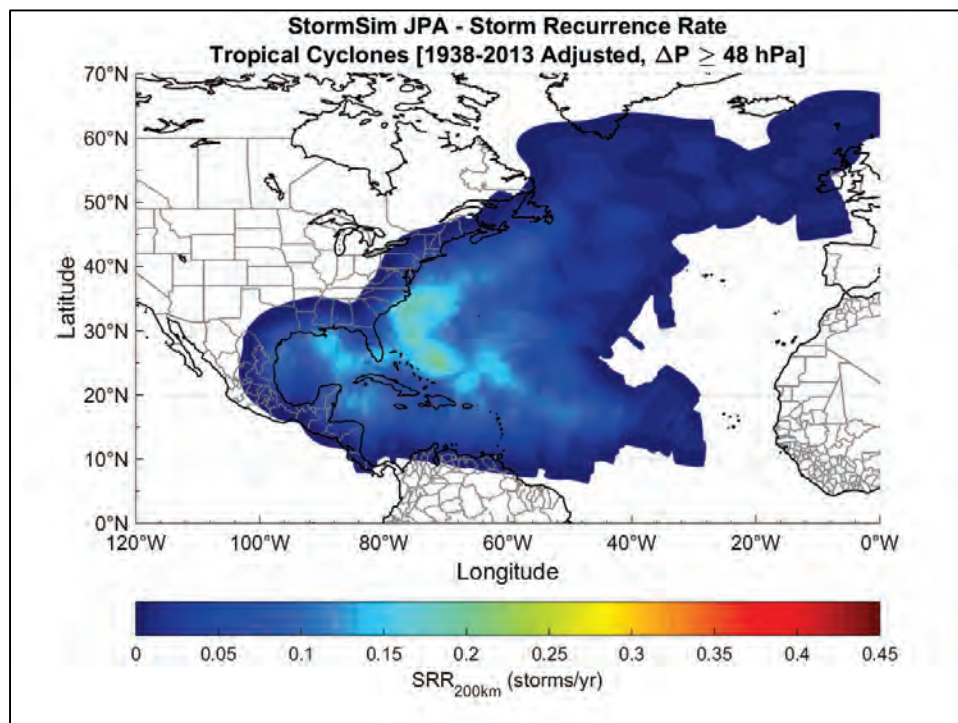 StormSim JPA - Storm Recurrence Rate
Tropical Cyclones [1938-2013 Adjusted, ΔP ≥ 48 hPa]
70°N
60°N
50°N
40°N
30°N
20°N
10°N
0°N
Latitude
120°W 100°W 80°W 60°W 40°W 20°W 0°W
Longitude
0 0.05 0.1 0.15 0.2 0.25 0.3 0.35 0.4 0.45
SRR200km (storms/yr)